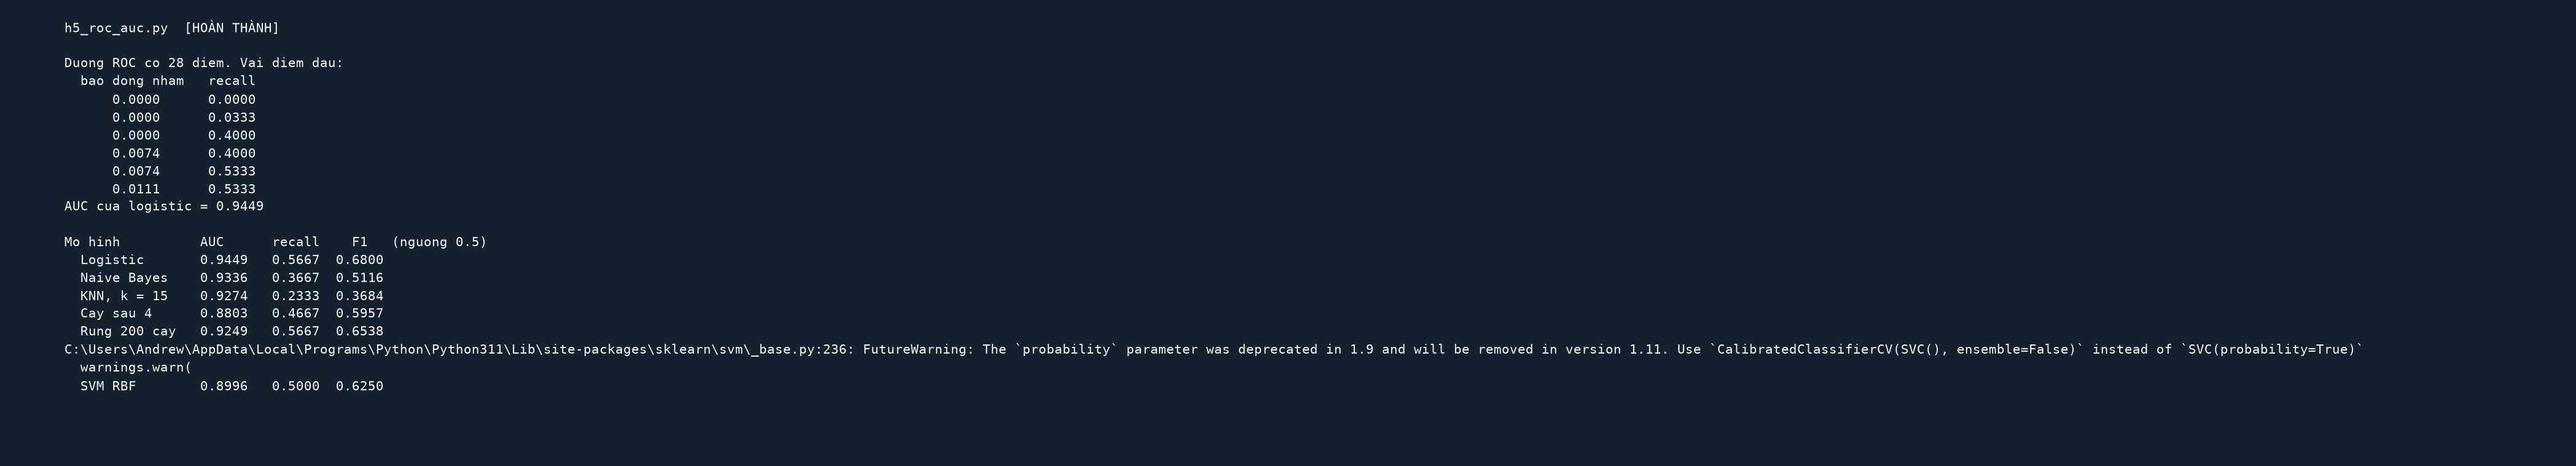 h5_roc_auc.py  [HOÀN THÀNH]
Duong ROC co 28 diem. Vai diem dau:
  bao dong nham   recall
      0.0000      0.0000
      0.0000      0.0333
      0.0000      0.4000
      0.0074      0.4000
      0.0074      0.5333
      0.0111      0.5333
AUC cua logistic = 0.9449
Mo hinh          AUC      recall    F1   (nguong 0.5)
  Logistic       0.9449   0.5667  0.6800
  Naive Bayes    0.9336   0.3667  0.5116
  KNN, k = 15    0.9274   0.2333  0.3684
  Cay sau 4      0.8803   0.4667  0.5957
  Rung 200 cay   0.9249   0.5667  0.6538
C:\Users\Andrew\AppData\Local\Programs\Python\Python311\Lib\site-packages\sklearn\svm\_base.py:236: FutureWarning: The `probability` parameter was deprecated in 1.9 and will be removed in version 1.11. Use `CalibratedClassifierCV(SVC(), ensemble=False)` instead of `SVC(probability=True)`
  warnings.warn(
  SVM RBF        0.8996   0.5000  0.6250